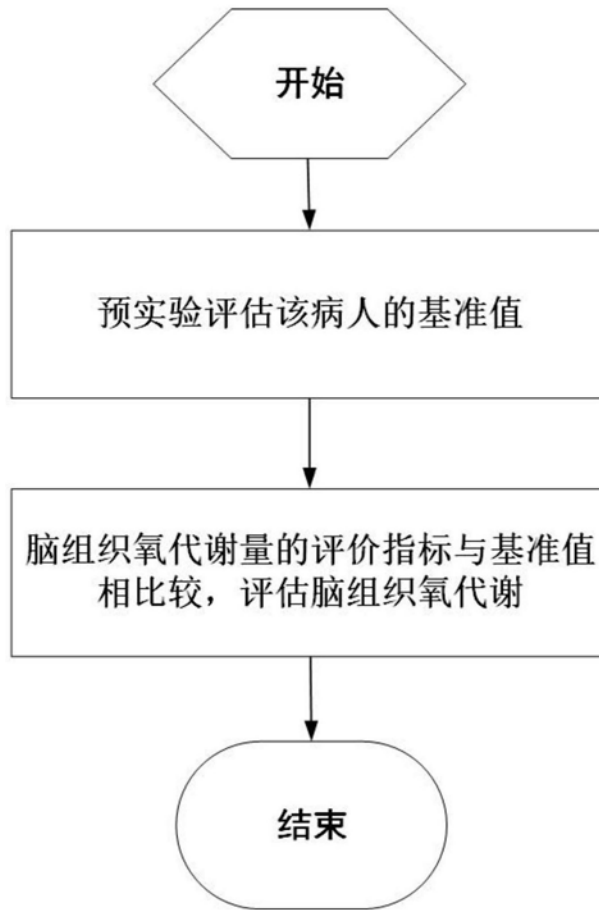 开始
预实验评估该病人的基准值
脑组织氧代谢量的评价指标与基准值
相比较，评估脑组织氧代谢
结束